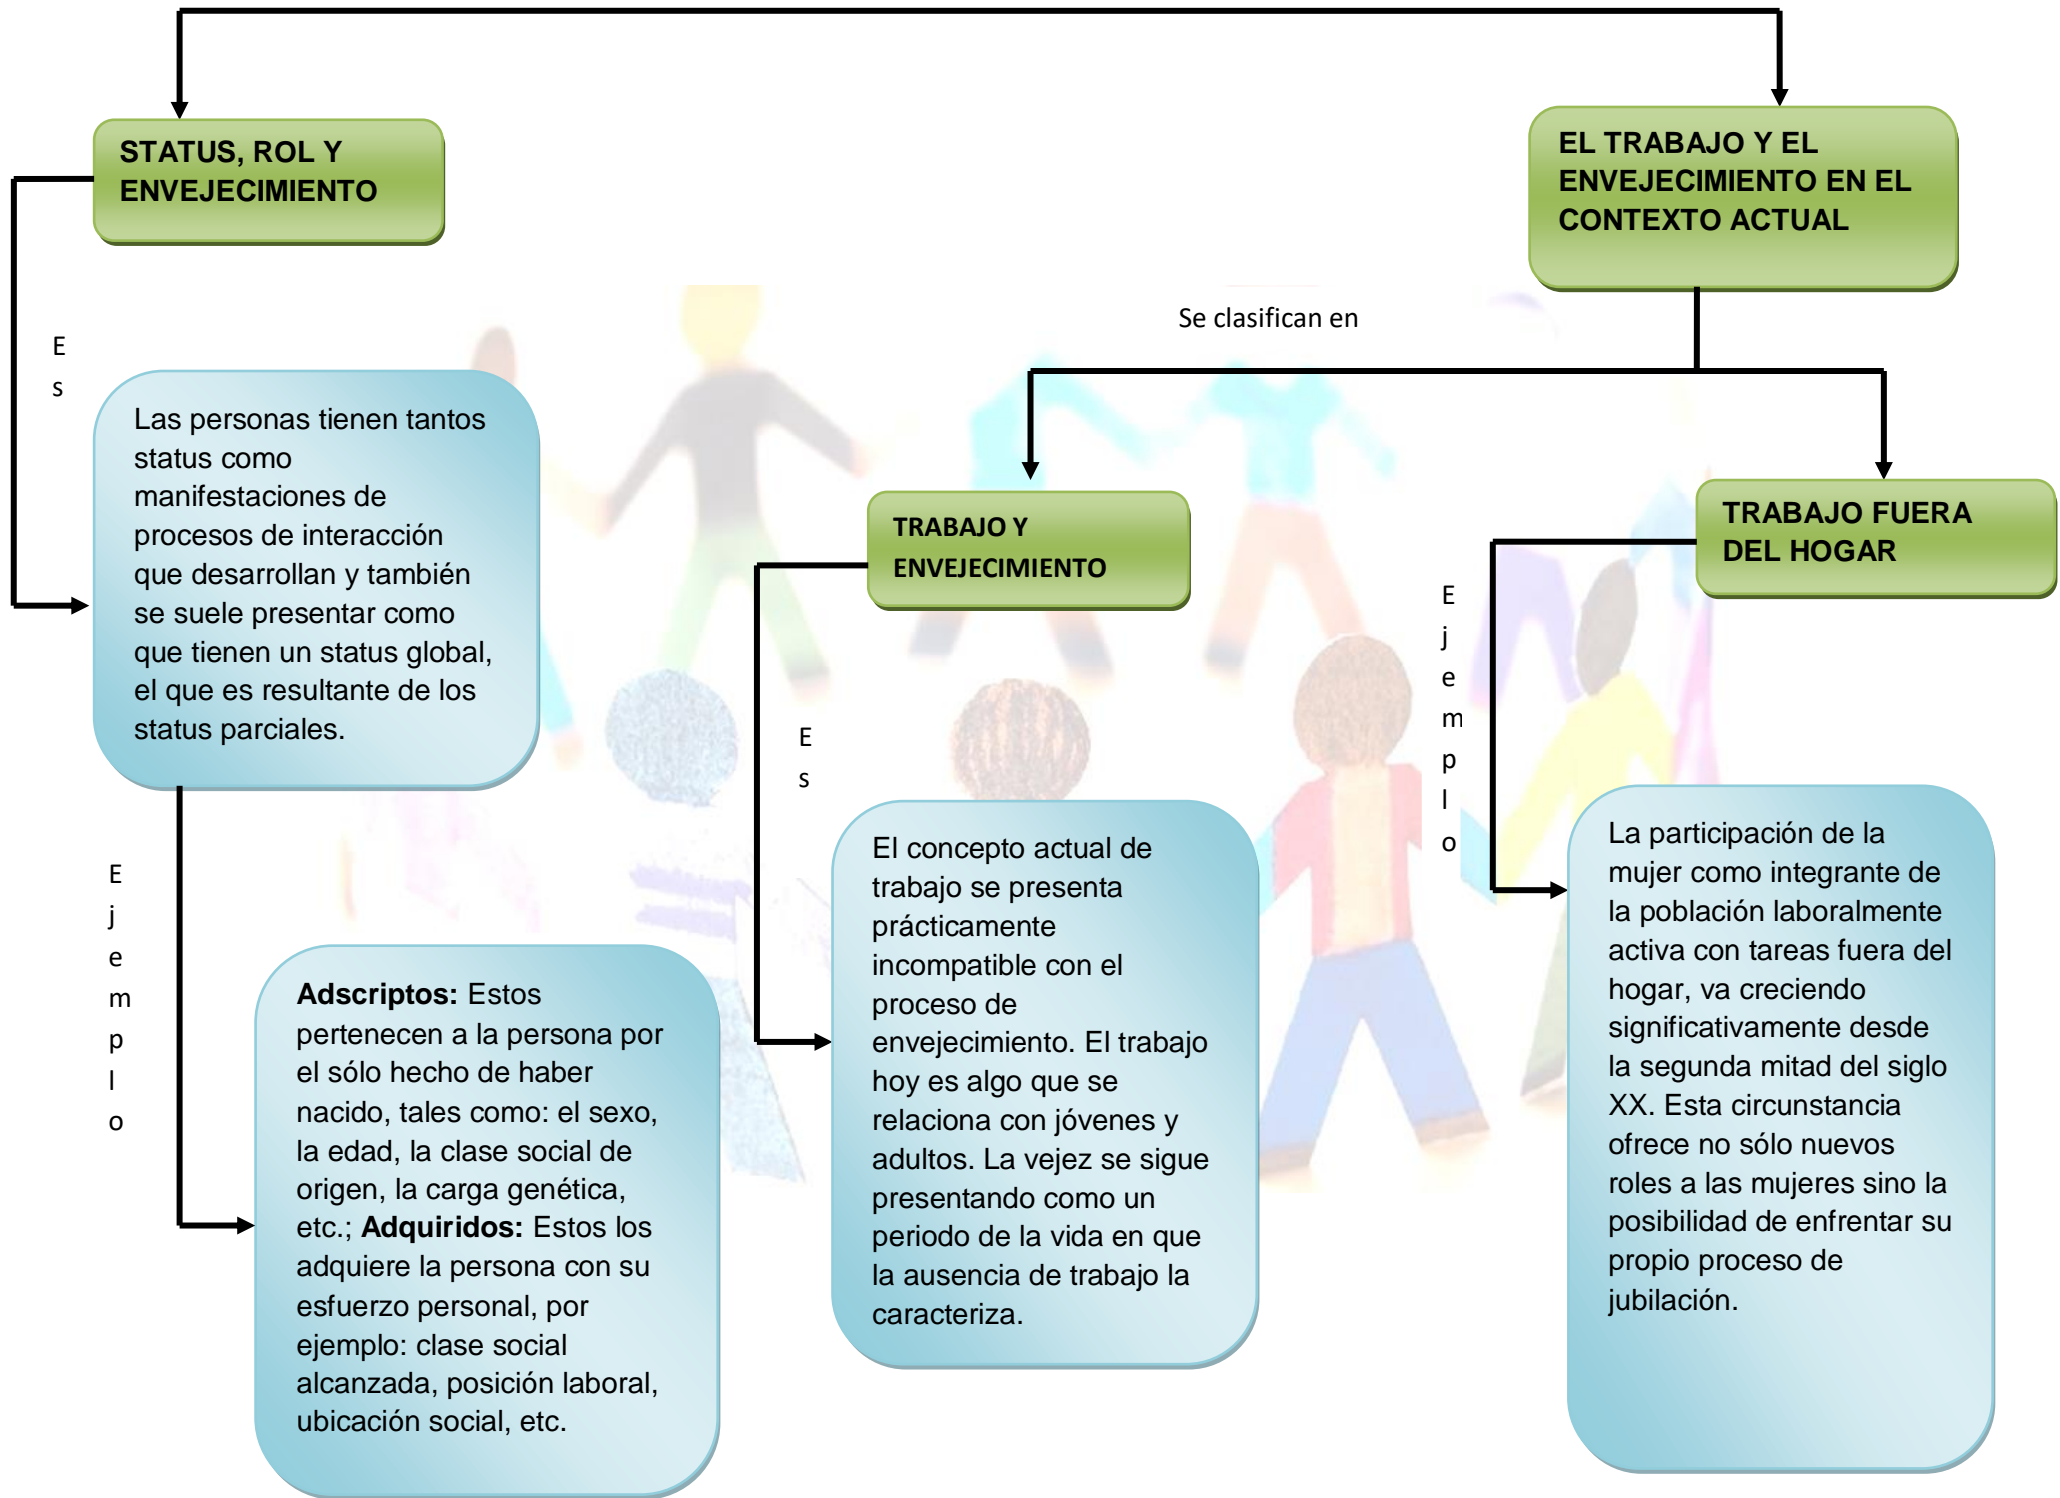 STATUS, ROL Y
ENVEJECIMIENTO
E
s
Las personas tienen tantos
status como
manifestaciones de
procesos de interacción
que desarrollan y también
se suele presentar como
que tienen un status global,
el que es resultante de los
status parciales.
E
j
e
m
p
l
o
Adscriptos: Estos
pertenecen a la persona por
el sólo hecho de haber
nacido, tales como: el sexo,
la edad, la clase social de
origen, la carga genética,
etc.; Adquiridos: Estos los
adquiere la persona con su
esfuerzo personal, por
ejemplo: clase social
alcanzada, posición laboral,
ubicación social, etc.
EL TRABAJO Y EL
ENVEJECIMIENTO EN EL
CONTEXTO ACTUAL
Se clasifican en
TRABAJO Y
ENVEJECIMIENTO
E
s
El concepto actual de
trabajo se presenta
prácticamente
incompatible con el
proceso de
envejecimiento. El trabajo
hoy es algo que se
relaciona con jóvenes y
adultos. La vejez se sigue
presentando como un
periodo de la vida en que
la ausencia de trabajo la
caracteriza.
TRABAJO FUERA
DEL HOGAR
E
j
e
m
p
l
o
La participación de la
mujer como integrante de
la población laboralmente
activa con tareas fuera del
hogar, va creciendo
significativamente desde
la segunda mitad del siglo
XX. Esta circunstancia
ofrece no sólo nuevos
roles a las mujeres sino la
posibilidad de enfrentar su
propio proceso de
jubilación.